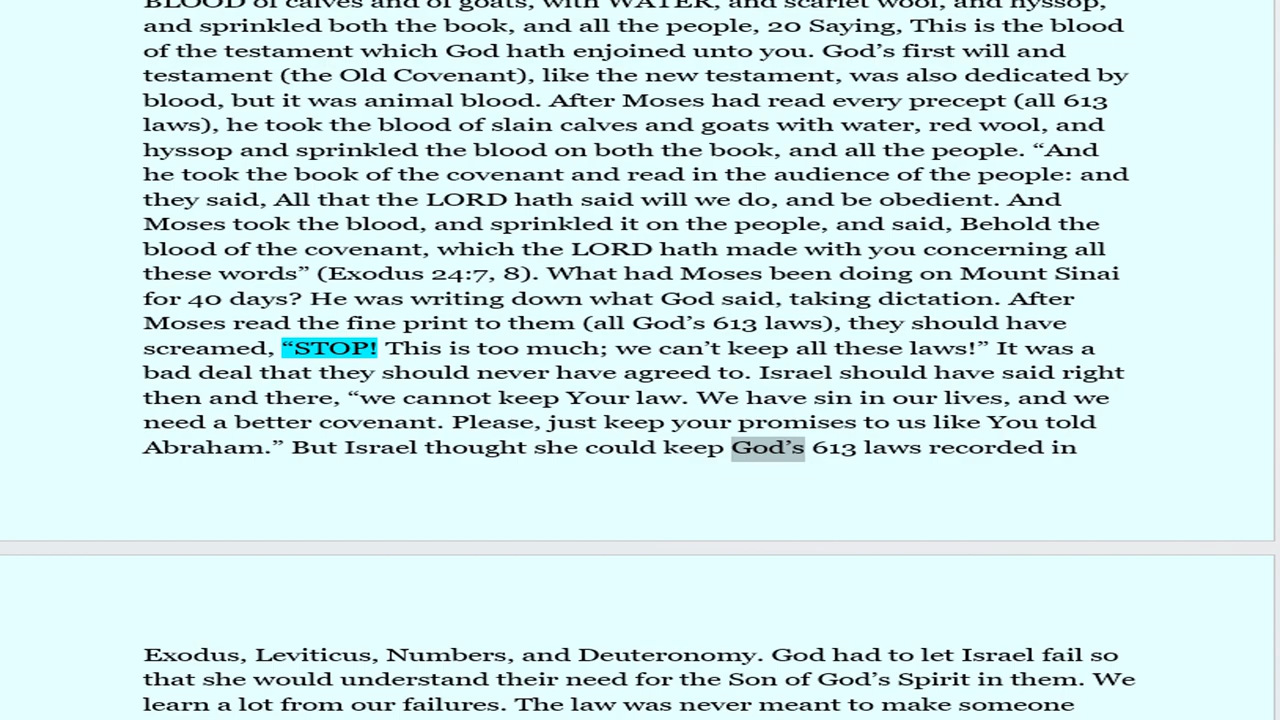 BLOOD of calves and of goats, with WATER, and scarlet wool, and hyssop,
and sprinkled both the book, and all the people, 20 Saying, This is the blood
of the testament which God hath enjoined unto you. God’s first will and
testament (the Old Covenant), like the new testament, was also dedicated by
blood, but it was animal blood. After Moses had read every precept (all 613
laws), he took the blood of slain calves and goats with water, red wool, and
hyssop and sprinkled the blood on both the book, and all the people. “And
he took the book of the covenant and read in the audience of the people: and
they said, All that the LORD hath said will we do, and be obedient. And
Moses took the blood, and sprinkled it on the people, and said, Behold the
blood of the covenant, which the LORD hath made with you concerning all
these words” (Exodus 24:7, 8). What had Moses been doing on Mount Sinai
for 40 days? He was writing down what God said, taking dictation. After
Moses read the fine print to them (all God’s 613 laws), they should have
screamed, “STOP! This is too much; we can’t keep all these laws!” It was a
bad deal that they should never have agreed to. Israel should have said right
then and there, “we cannot keep Your law. We have sin in our lives, and we
need a better covenant. Please, just keep your promises to us like You told
Abraham.” But Israel thought she could keep God’s 613 laws recorded in
Exodus, Leviticus, Numbers, and Deuteronomy. God had to let Israel fail so
that she would understand their need for the Son of God’s Spirit in them. We
learn a lot from our failures. The law was never meant to make someone